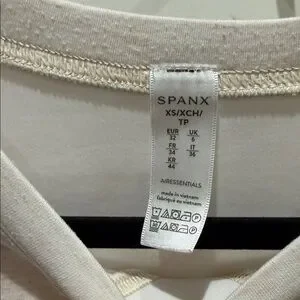 SPANX
XS/XCH/
TP
EUR UK
32 6
FR IT
34 36
KR
44
AIRESSENTIALS
made in vietnam
fabriqué au vietnam